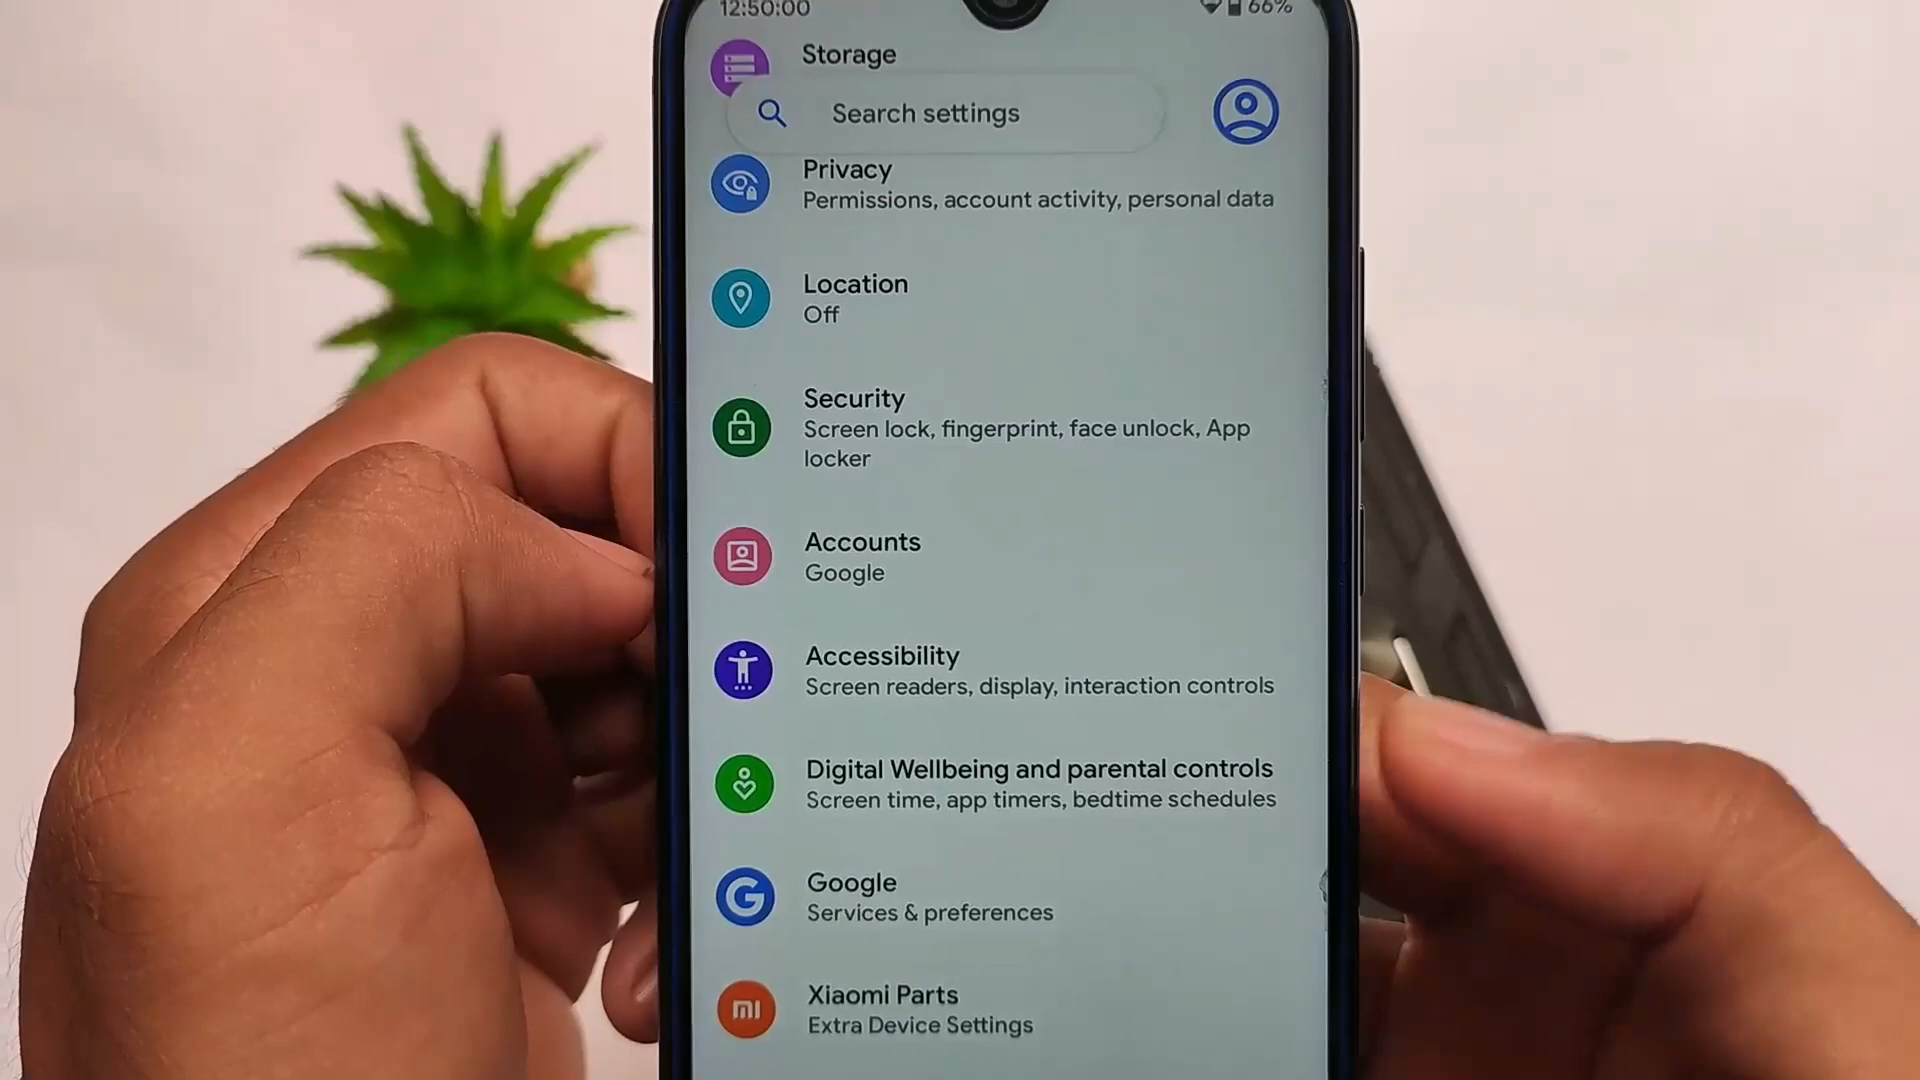 12:50:00
66%
Storage
Search settings
Privacy
Permissions, account activity, personal data
Location
Off
Security
Screen lock, fingerprint, face unlock, App
locker
Accounts
Google
Accessibility
Screen readers, display, interaction controls
Digital Wellbeing and parental controls
Screen time, app timers, bedtime schedules
G
Google
Services & preferences
mi
Xiaomi Parts
Extra Device Settings